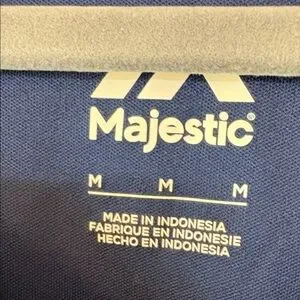 Majestic®
M M M
MADE IN INDONESIA
FABRIQUE EN INDONESIE
HECHO EN INDONESIA